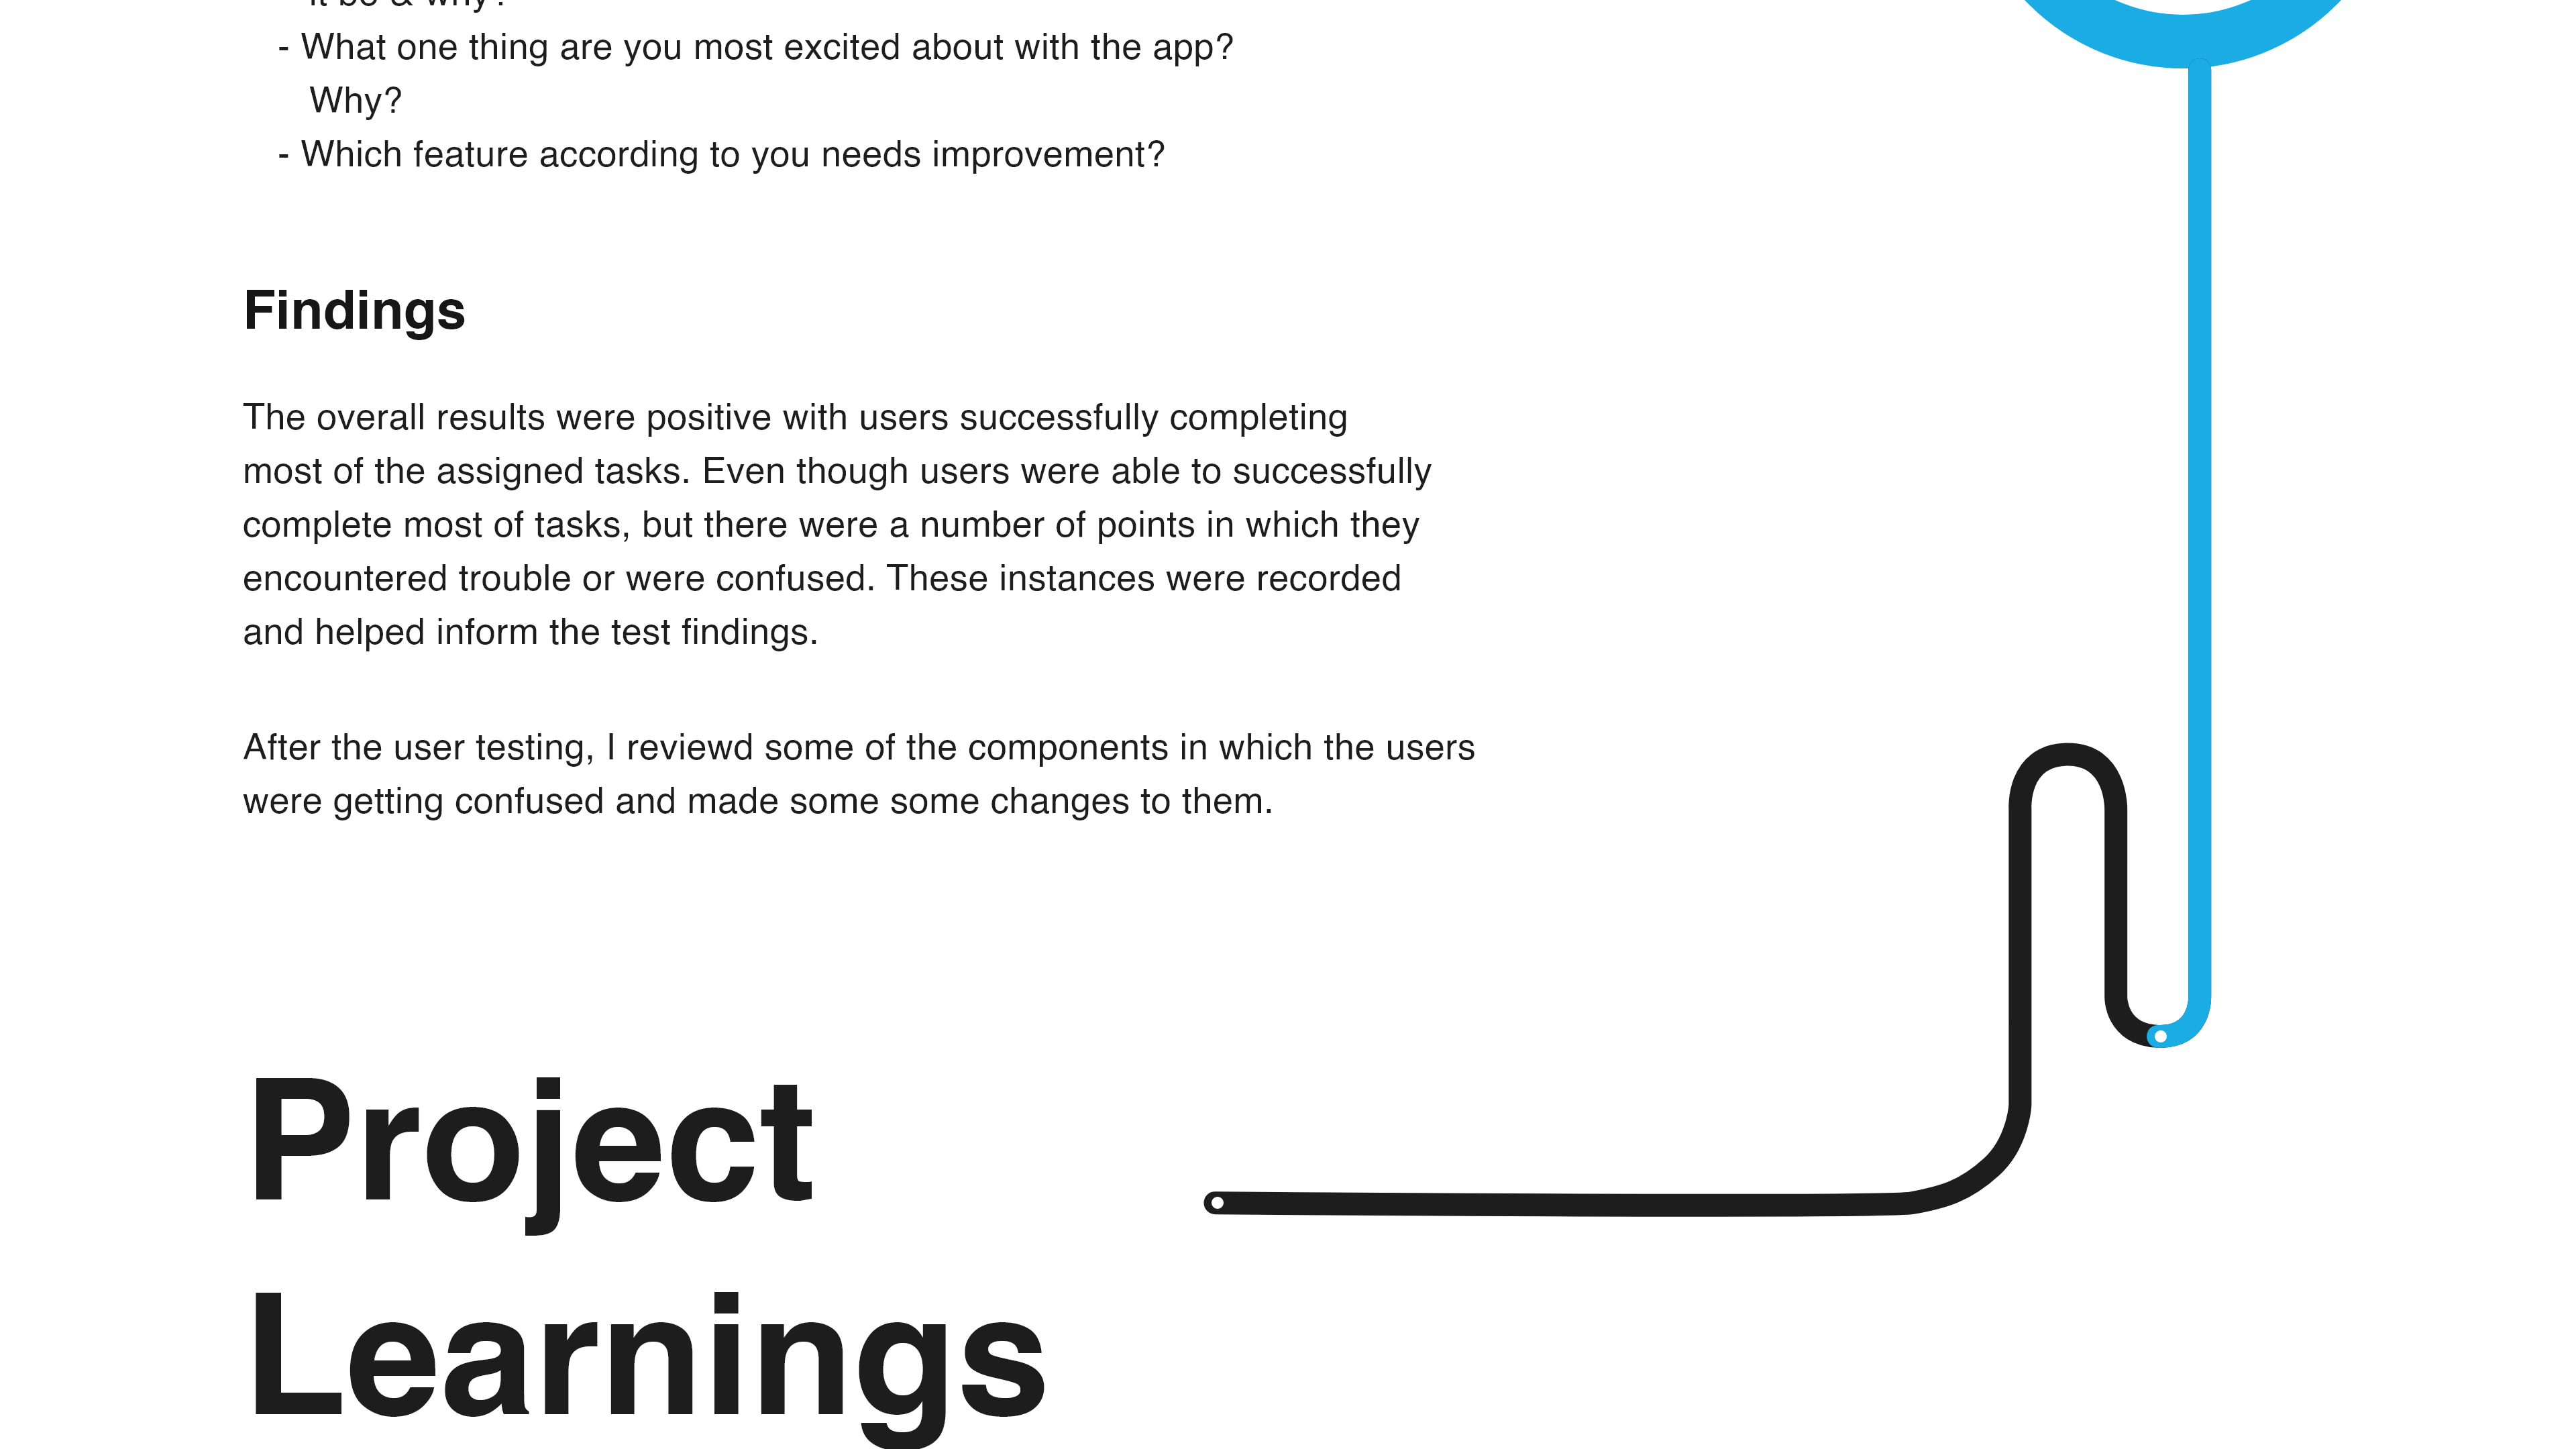 it be & why?
- What one thing are you most excited about with the app?
Why?
- Which feature according to you needs improvement?
Findings
The overall results were positive with users successfully completing
most of the assigned tasks. Even though users were able to successfully
complete most of tasks, but there were a number of points in which they
encountered trouble or were confused. These instances were recorded
and helped inform the test findings.
After the user testing, I reviewd some of the components in which the users
were getting confused and made some some changes to them.
Project
Learnings